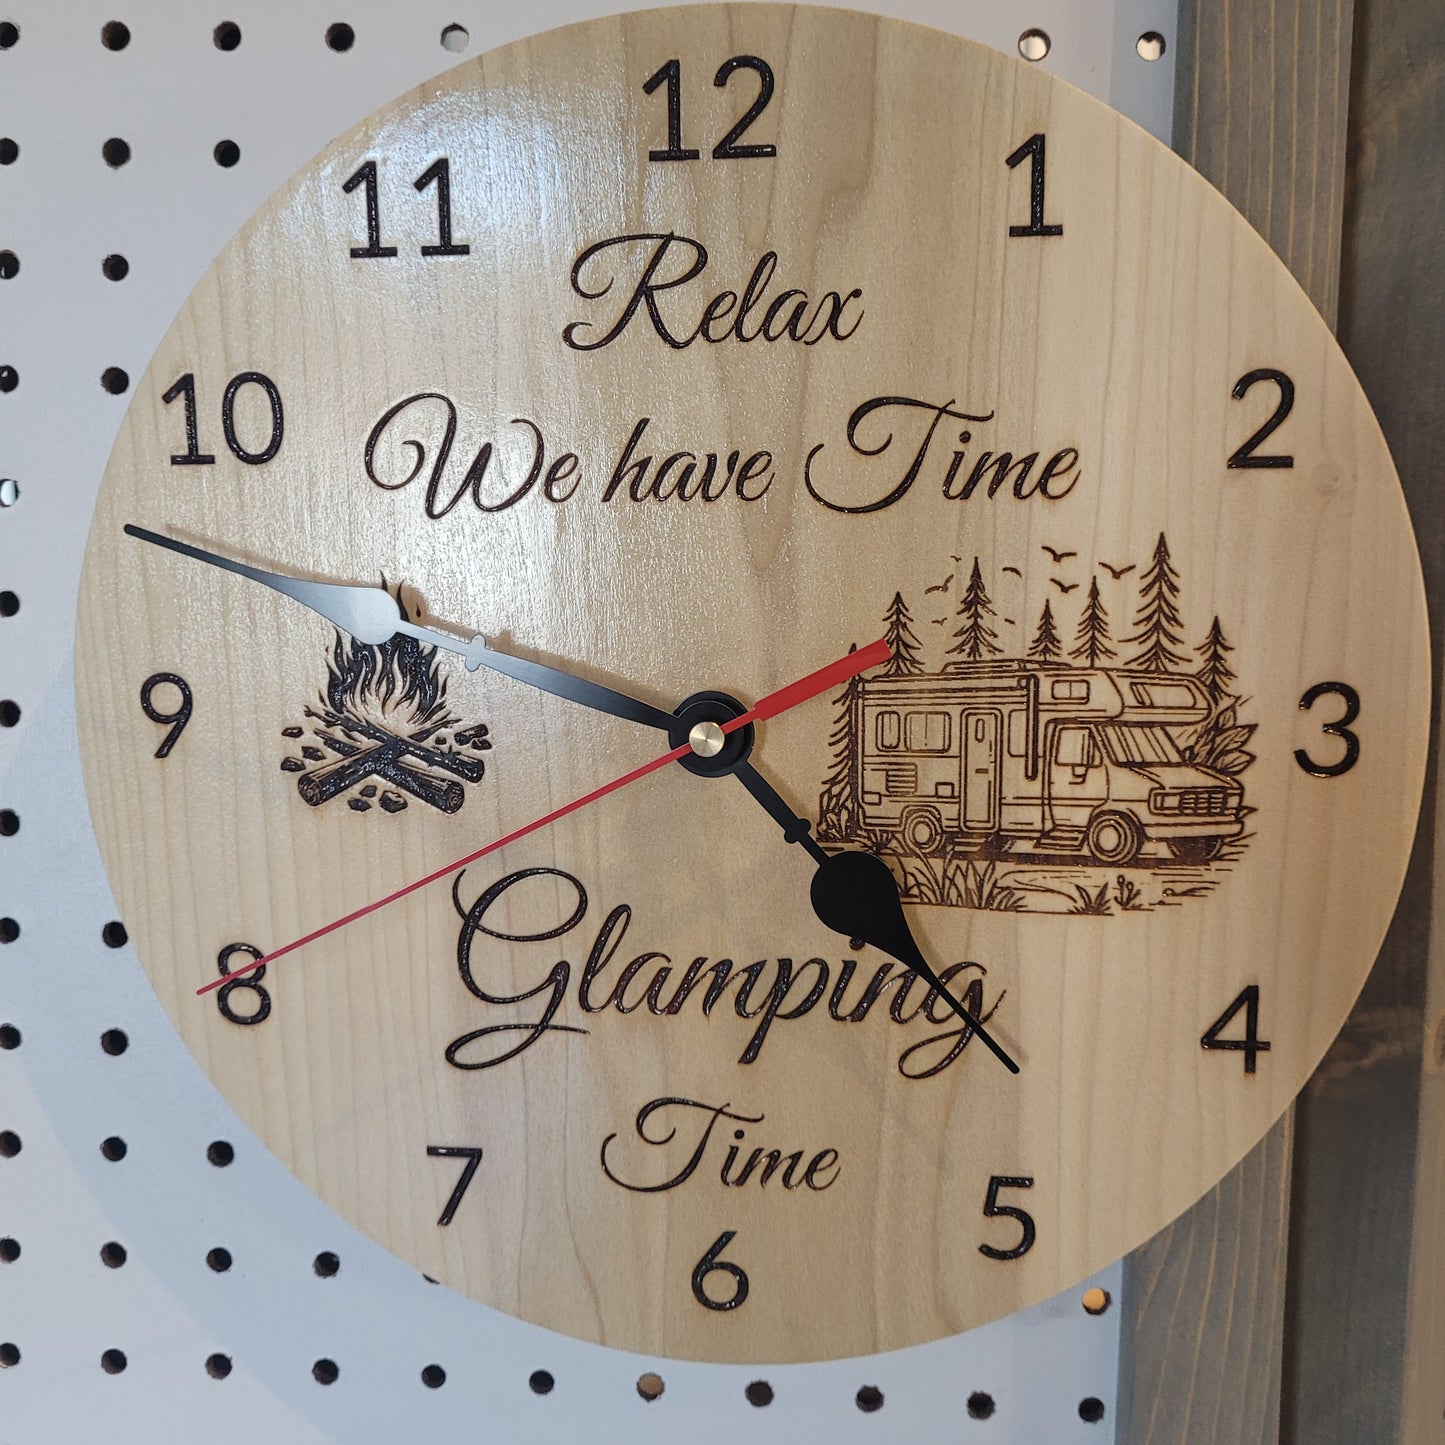 12
11 1
Relax
10 2
We have Time
9 3
8 4
Glamping
Time
7 5
6